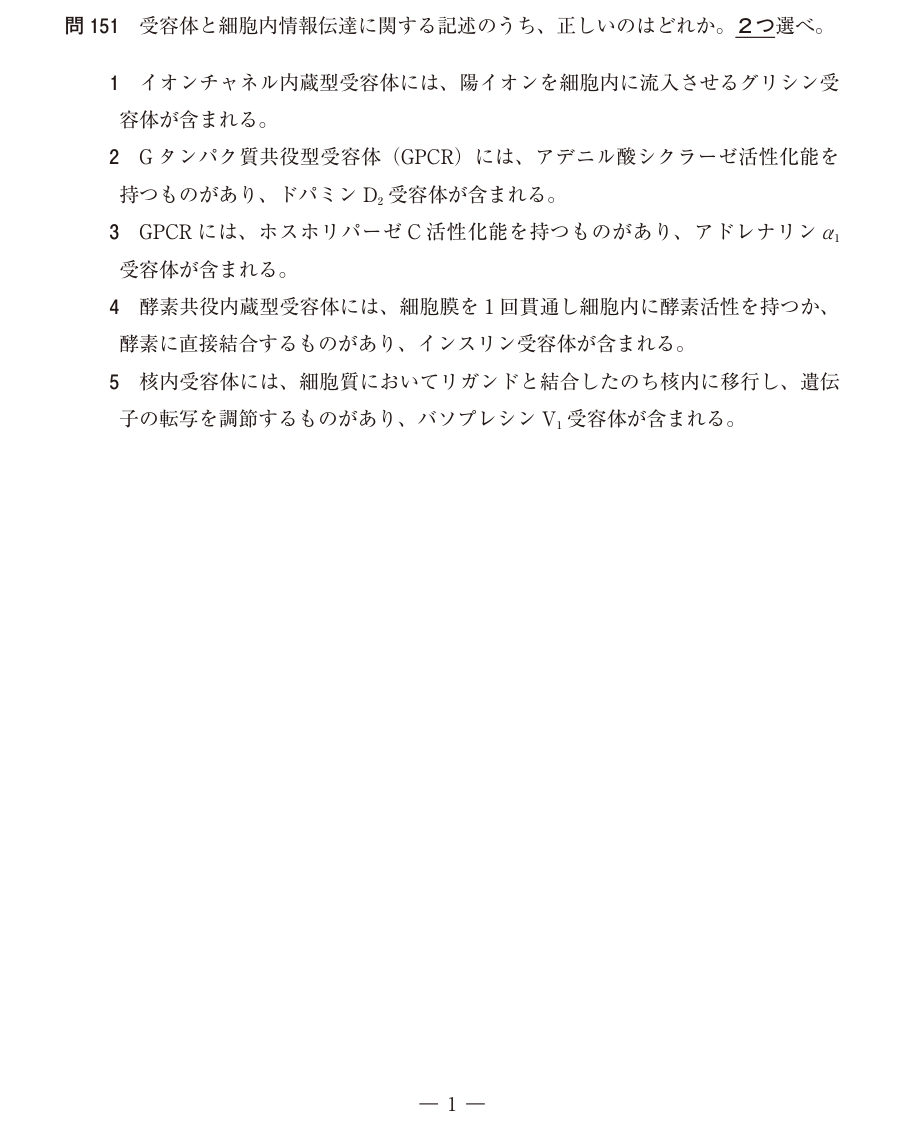 問 151　受容体と細胞内情報伝達に関する記述のうち、正しいのはどれか。２つ選べ。
1　イオンチャネル内蔵型受容体には、陽イオンを細胞内に流入させるグリシン受
容体が含まれる。
2　G タンパク質共役型受容体（GPCR）には、アデニル酸シクラーゼ活性化能を
持つものがあり、ドパミン D₂ 受容体が含まれる。
3　GPCR には、ホスホリパーゼ C 活性化能を持つものがあり、アドレナリン α₁
受容体が含まれる。
4　酵素共役内蔵型受容体には、細胞膜を 1 回貫通し細胞内に酵素活性を持つか、
酵素に直接結合するものがあり、インスリン受容体が含まれる。
5　核内受容体には、細胞質においてリガンドと結合したのち核内に移行し、遺伝
子の転写を調節するものがあり、バソプレシン V₁ 受容体が含まれる。
— 1 —